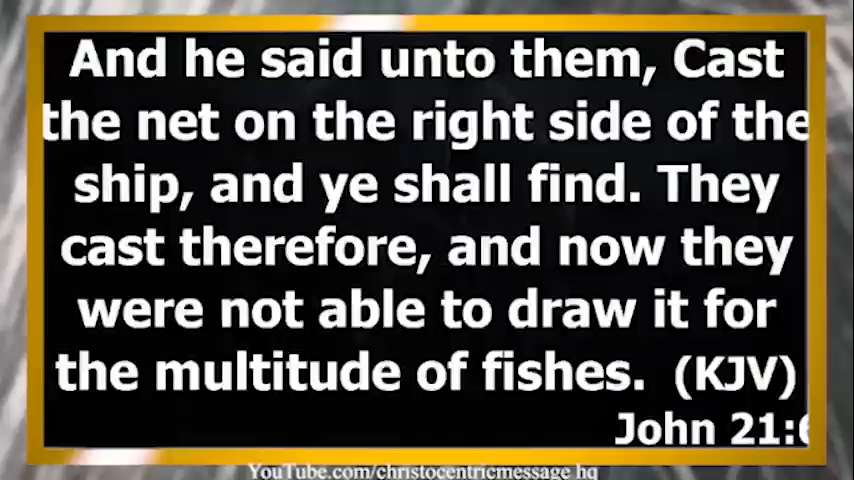 And he said unto them, Cast
the net on the right side of the
ship, and ye shall find. They
cast therefore, and now they
were not able to draw it for
the multitude of fishes. (KJV)
John 21:6
YouTube.com/christocentricmessage hq